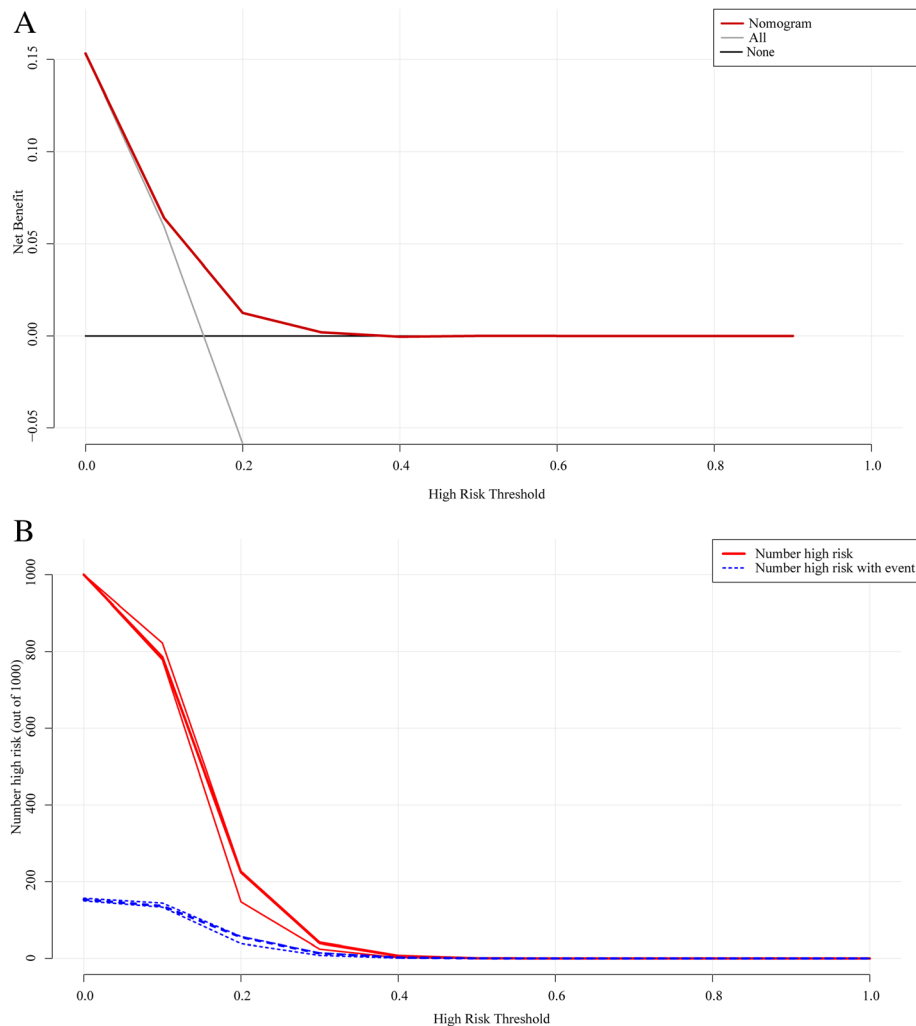 A
Nomogram
All
None
0.15
0.10
0.05
0.00
−0.05
Net Benefit
0.0 0.2 0.4 0.6 0.8 1.0
High Risk Threshold
B
Number high risk
Number high risk with event
1000
800
600
400
200
0
Number high risk (out of 1000)
0.0 0.2 0.4 0.6 0.8 1.0
High Risk Threshold